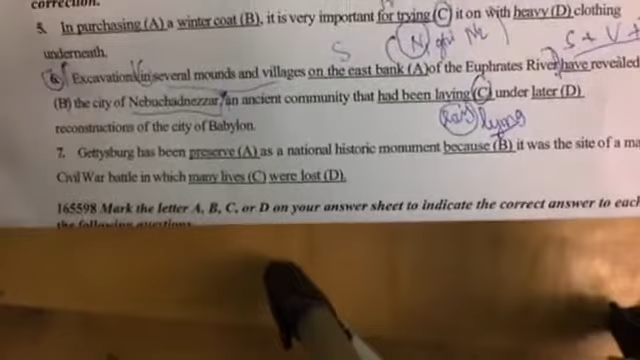 correction.
5. In purchasing (A) a winter coat (B), it is very important for trying (C) it on with heavy (D) clothing
underneath.
S
N
S + V +
6. Excavation in several mounds and villages on the east bank (A)of the Euphrates River have revealed
(B) the city of Nebuchadnezzar, an ancient community that had been laying (C) under later (D)
lying
reconstructions of the city of Babylon.
7. Gettysburg has been preserve (A) as a national historic monument because (B) it was the site of a ma
Civil War battle in which many lives (C) were lost (D).
165598 Mark the letter A, B, C, or D on your answer sheet to indicate the correct answer to each
the following questions